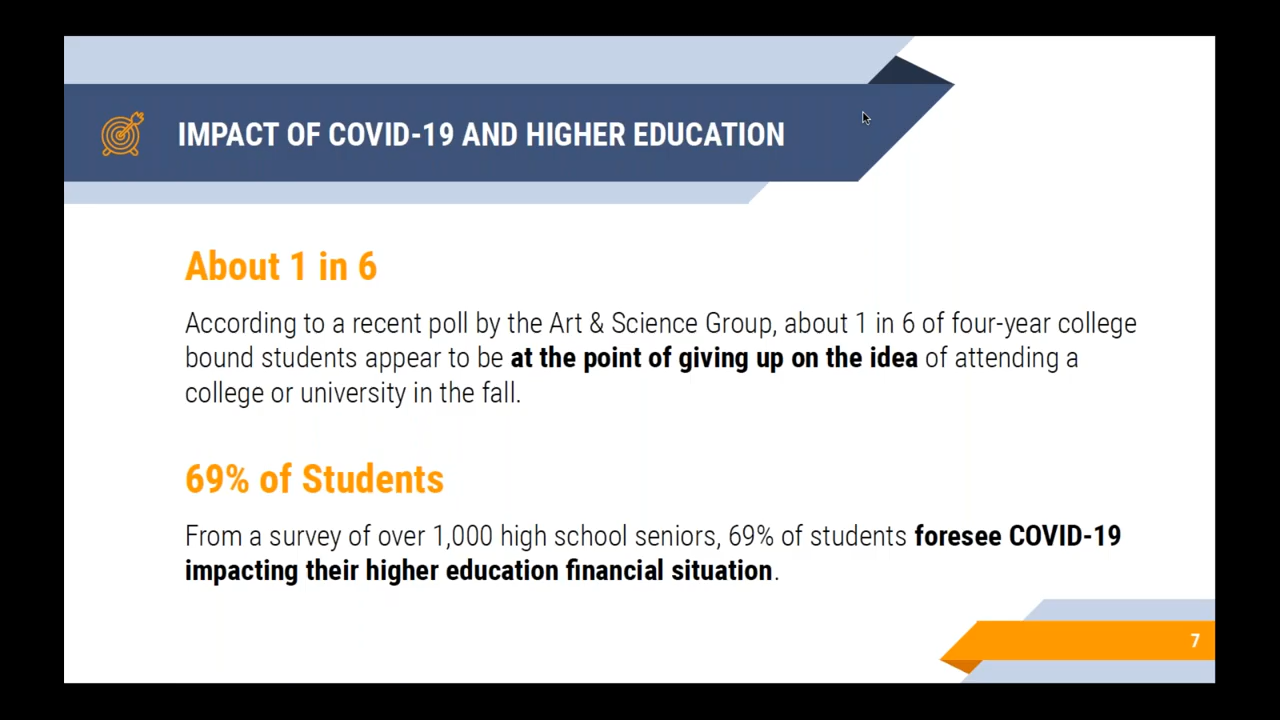 IMPACT OF COVID-19 AND HIGHER EDUCATION
About 1 in 6
According to a recent poll by the Art & Science Group, about 1 in 6 of four-year college
bound students appear to be at the point of giving up on the idea of attending a
college or university in the fall.
69% of Students
From a survey of over 1,000 high school seniors, 69% of students foresee COVID-19
impacting their higher education financial situation.
7